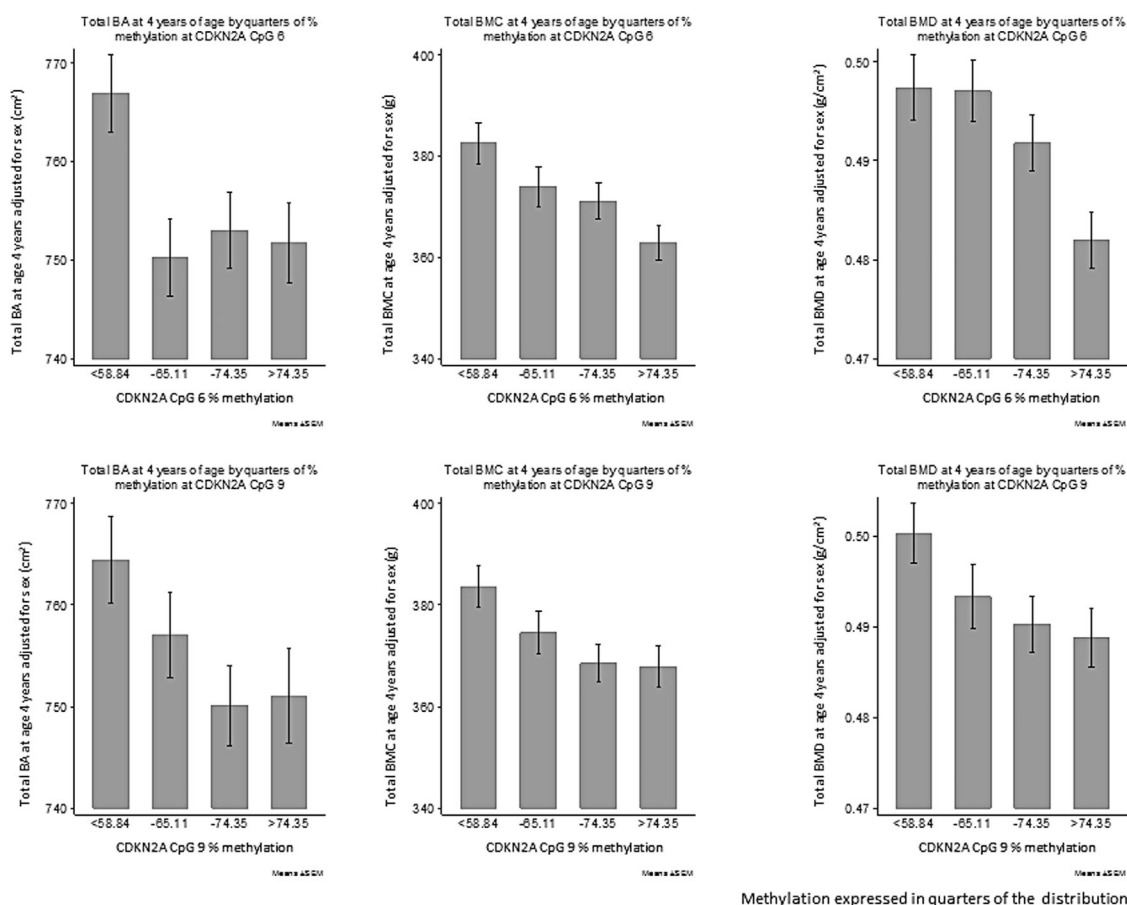 Total BA at 4 years of age by quarters of %
methylation at CDKN2A CpG 6
Total BA at age 4 years adjusted for sex (cm²)
770
760
750
740
<58.84 -65.11 -74.35 >74.35
CDKN2A CpG 6 % methylation
Means ±SEM
Total BMC at 4 years of age by quarters of %
methylation at CDKN2A CpG 6
Total BMC at age 4 years adjusted for sex (g)
400
380
360
340
<58.84 -65.11 -74.35 >74.35
CDKN2A CpG 6 % methylation
Means ±SEM
Total BMD at 4 years of age by quarters of %
methylation at CDKN2A CpG 6
Total BMD at age 4 years adjusted for sex (g/cm²)
0.50
0.49
0.48
0.47
<58.84 -65.11 -74.35 >74.35
CDKN2A CpG 6 % methylation
Means ±SEM
Total BA at 4 years of age by quarters of %
methylation at CDKN2A CpG 9
Total BA at age 4 years adjusted for sex (cm²)
770
760
750
740
<58.84 -65.11 -74.35 >74.35
CDKN2A CpG 9 % methylation
Means ±SEM
Total BMC at 4 years of age by quarters of %
methylation at CDKN2A CpG 9
Total BMC at age 4 years adjusted for sex (g)
400
380
360
340
<58.84 -65.11 -74.35 >74.35
CDKN2A CpG 9 % methylation
Means ±SEM
Total BMD at 4 years of age by quarters of %
methylation at CDKN2A CpG 9
Total BMD at age 4 years adjusted for sex (g/cm²)
0.50
0.49
0.48
0.47
<58.84 -65.11 -74.35 >74.35
CDKN2A CpG 9 % methylation
Means ±SEM
Methylation expressed in quarters of the distribution